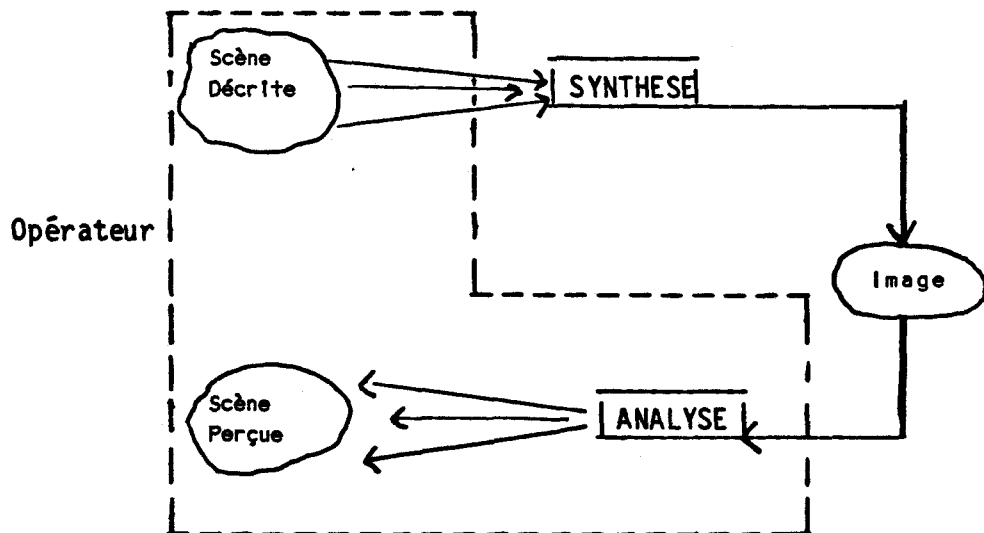 Scène
Décrite
SYNTHESE
Opérateur
Image
Scène
Perçue
ANALYSE